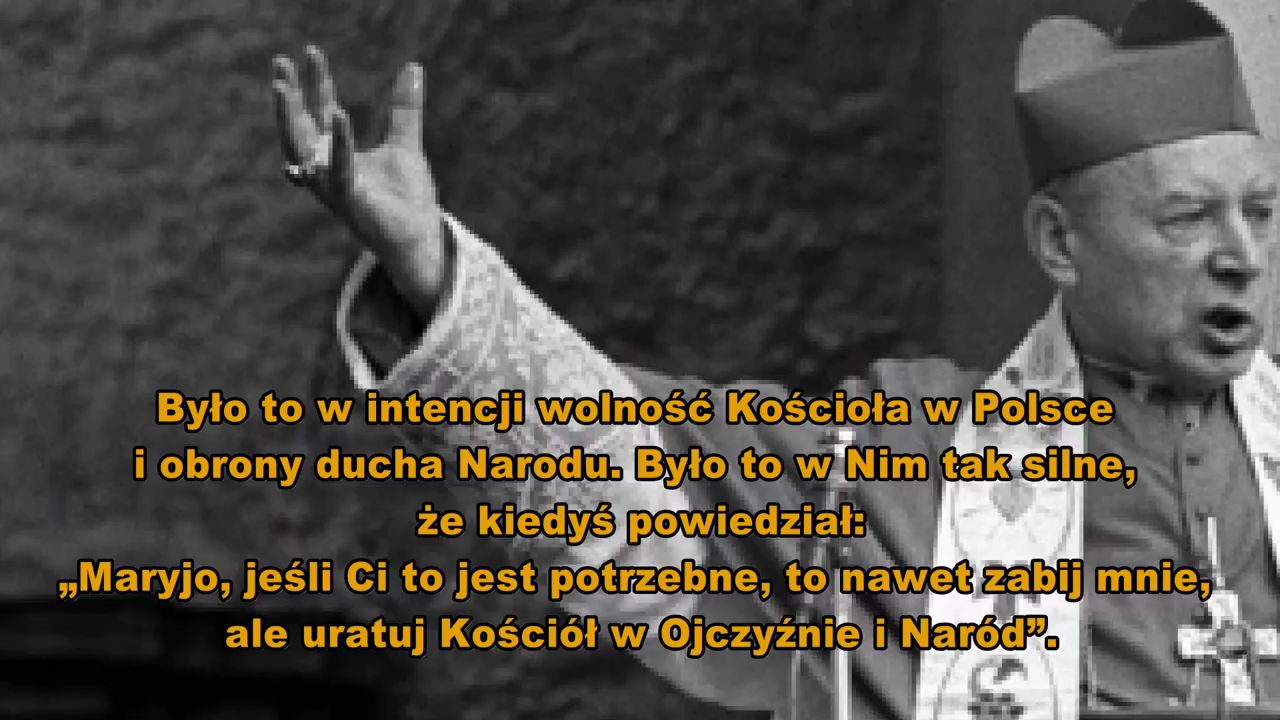 Było to w intencji wolność Kościoła w Polsce
i obrony ducha Narodu. Było to w Nim tak silne,
że kiedyś powiedział:
„Maryjo, jeśli Ci to jest potrzebne, to nawet zabij mnie,
ale uratuj Kościół w Ojczyźnie i Naród”.